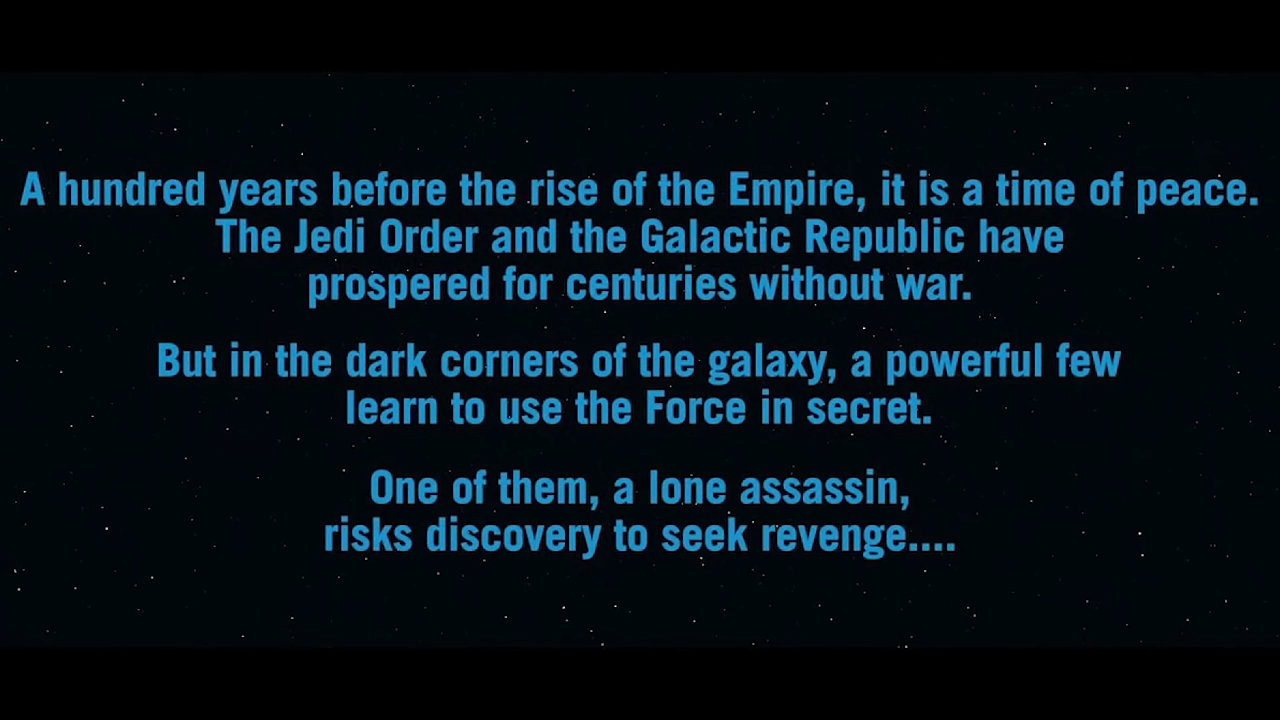 A hundred years before the rise of the Empire, it is a time of peace.
The Jedi Order and the Galactic Republic have
prospered for centuries without war.
But in the dark corners of the galaxy, a powerful few
learn to use the Force in secret.
One of them, a lone assassin,
risks discovery to seek revenge....